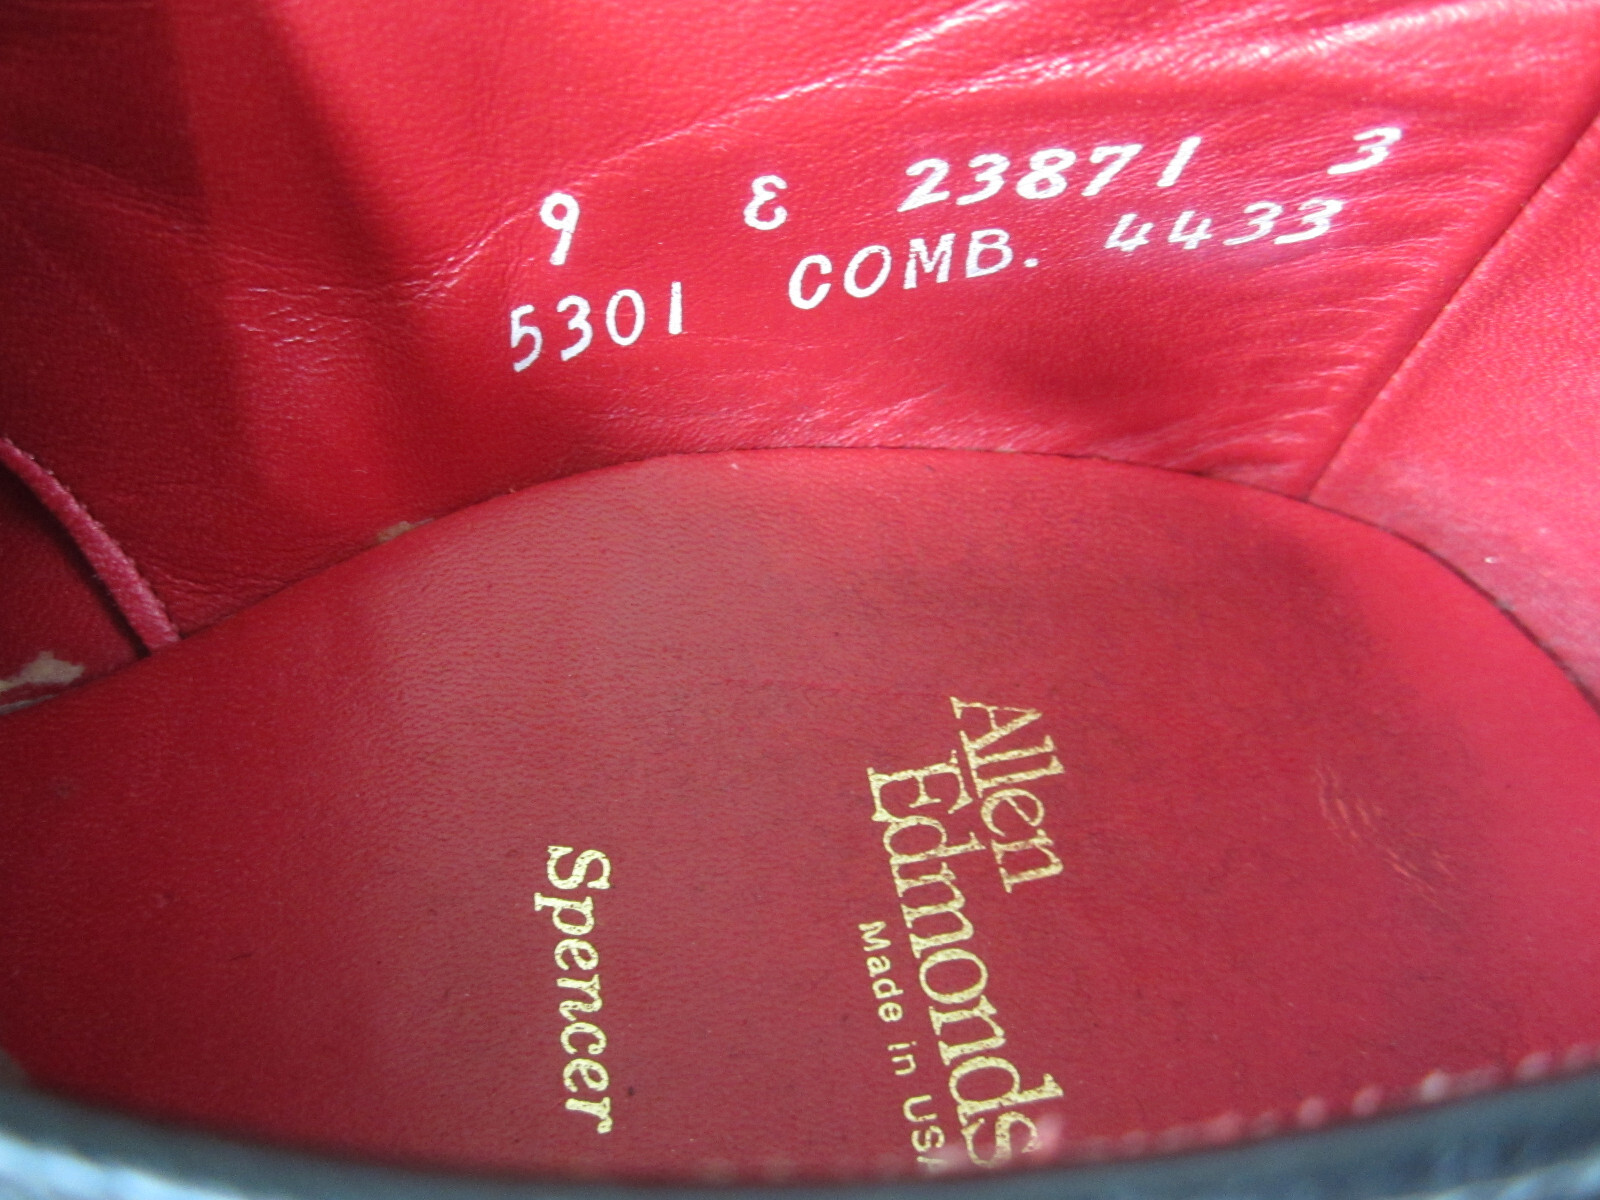 9 E 23871 3
5301 COMB. 4433
Allen
Edmonds
Made in USA
Spencer